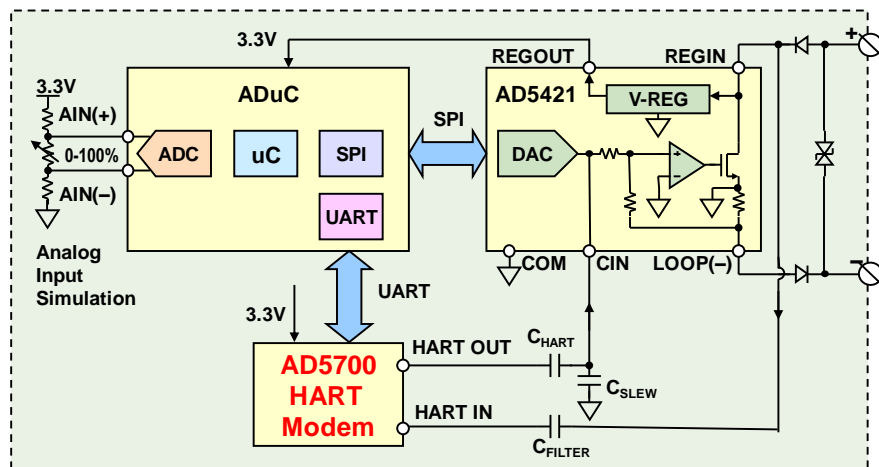 3.3V
REGOUT
REGIN
+
3.3V
ADuC
AD5421
V-REG
AIN(+)
SPI
0-100%
ADC
uC
SPI
DAC
+
–
AIN(–)
UART
Analog
Input
Simulation
COM
CIN
LOOP(–)
–
UART
3.3V
HART OUT
CHART
AD5700
HART
Modem
CSLEW
HART IN
CFILTER